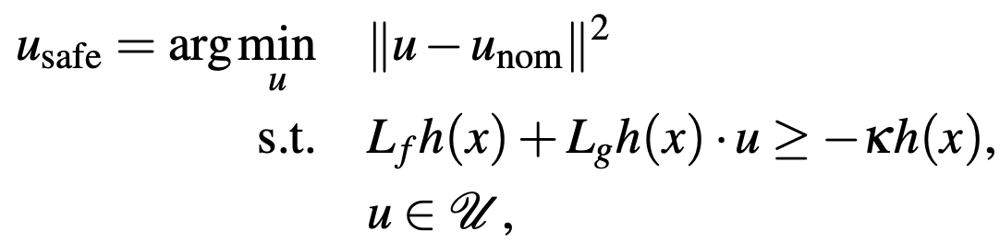 u_safe = arg min_u ‖u − u_nom‖²
s.t. L_f h(x) + L_g h(x) · u ≥ −κh(x),
u ∈ 𝒰,